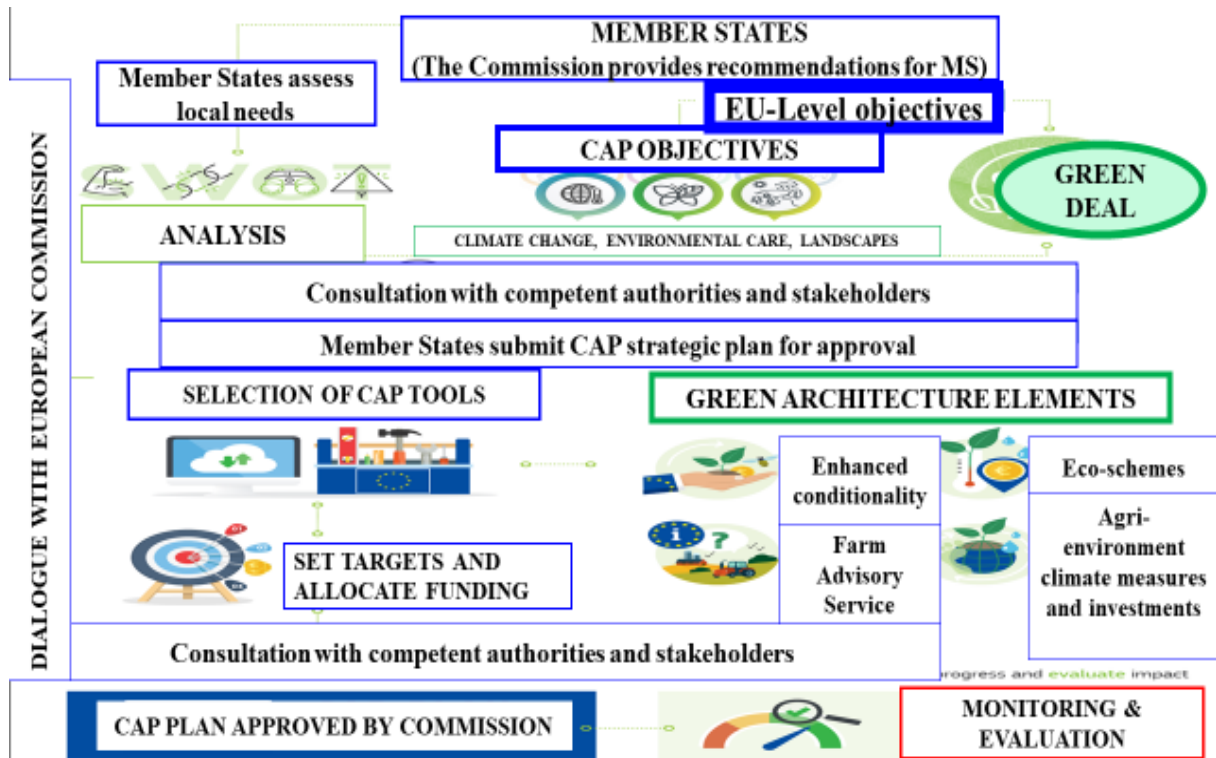 MEMBER STATES
(The Commission provides recommendations for MS)
Member States assess
local needs
EU-Level objectives
CAP OBJECTIVES
SWOT
GREEN
DEAL
ANALYSIS
CLIMATE CHANGE, ENVIRONMENTAL CARE, LANDSCAPES
DIALOGUE WITH EUROPEAN COMMISSION
Consultation with competent authorities and stakeholders
Member States submit CAP strategic plan for approval
SELECTION OF CAP TOOLS
GREEN ARCHITECTURE ELEMENTS
Enhanced
conditionality
Eco-schemes
Farm
Advisory
Service
Agri-
environment
climate measures
and investments
SET TARGETS AND
ALLOCATE FUNDING
Consultation with competent authorities and stakeholders
and evaluate impact
CAP PLAN APPROVED BY COMMISSION
MONITORING &
EVALUATION